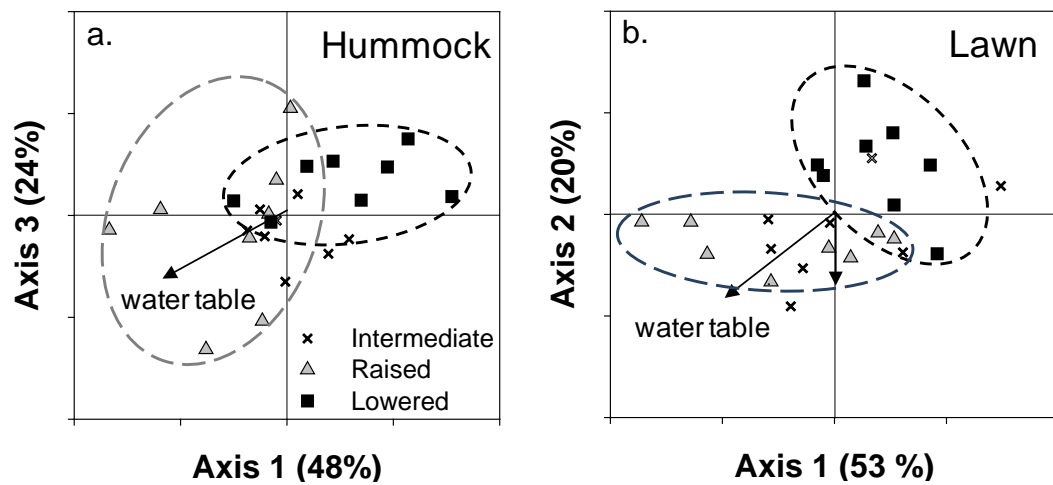 a.
Hummock
Axis 3 (24%)
water table
Intermediate
Raised
Lowered
Axis 1 (48%)
b.
Lawn
Axis 2 (20%)
water table
Axis 1 (53 %)